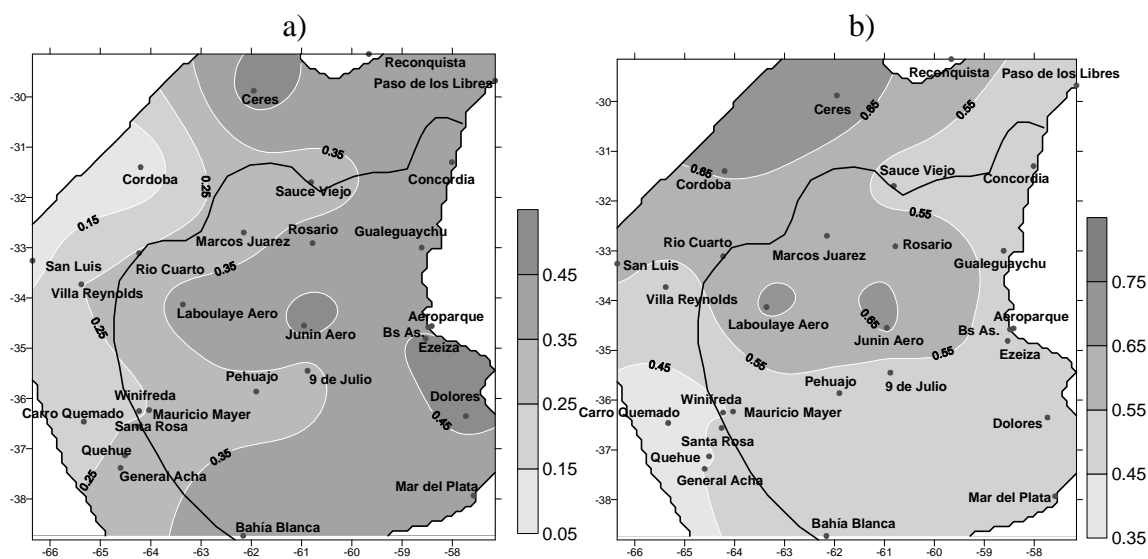 a)
b)
Reconquista
Paso de los Libres
Ceres
0.35
Cordoba
0.25
Sauce Viejo
Concordia
0.15
Rosario
Marcos Juarez
Gualeguaychu
San Luis
Rio Cuarto
0.35
Villa Reynolds
Laboulaye Aero
0.25
Junin Aero
Aeroparque
Bs As.
Ezeiza
Pehuajo
9 de Julio
Winifreda
Dolores
Carro Quemado
Mauricio Mayer
Santa Rosa
0.45
Quehue
0.35
General Acha
0.25
Mar del Plata
Bahía Blanca
-30
-31
-32
-33
-34
-35
-36
-37
-38
-66
-65
-64
-63
-62
-61
-60
-59
-58
0.45
0.35
0.25
0.15
0.05
Reconquista
Paso de los Libres
Ceres
0.65
0.55
0.65
Cordoba
Sauce Viejo
Concordia
0.55
Rio Cuarto
Rosario
Marcos Juarez
San Luis
Gualeguaychu
Villa Reynolds
Laboulaye Aero
0.65
Junin Aero
Aeroparque
Bs As.
Ezeiza
0.55
0.55
0.45
Pehuajo
9 de Julio
Winifreda
Carro Quemado
Mauricio Mayer
Dolores
Santa Rosa
Quehue
General Acha
Mar del Plata
Bahía Blanca
-30
-31
-32
-33
-34
-35
-36
-37
-38
-66
-65
-64
-63
-62
-61
-60
-59
-58
0.75
0.65
0.55
0.45
0.35